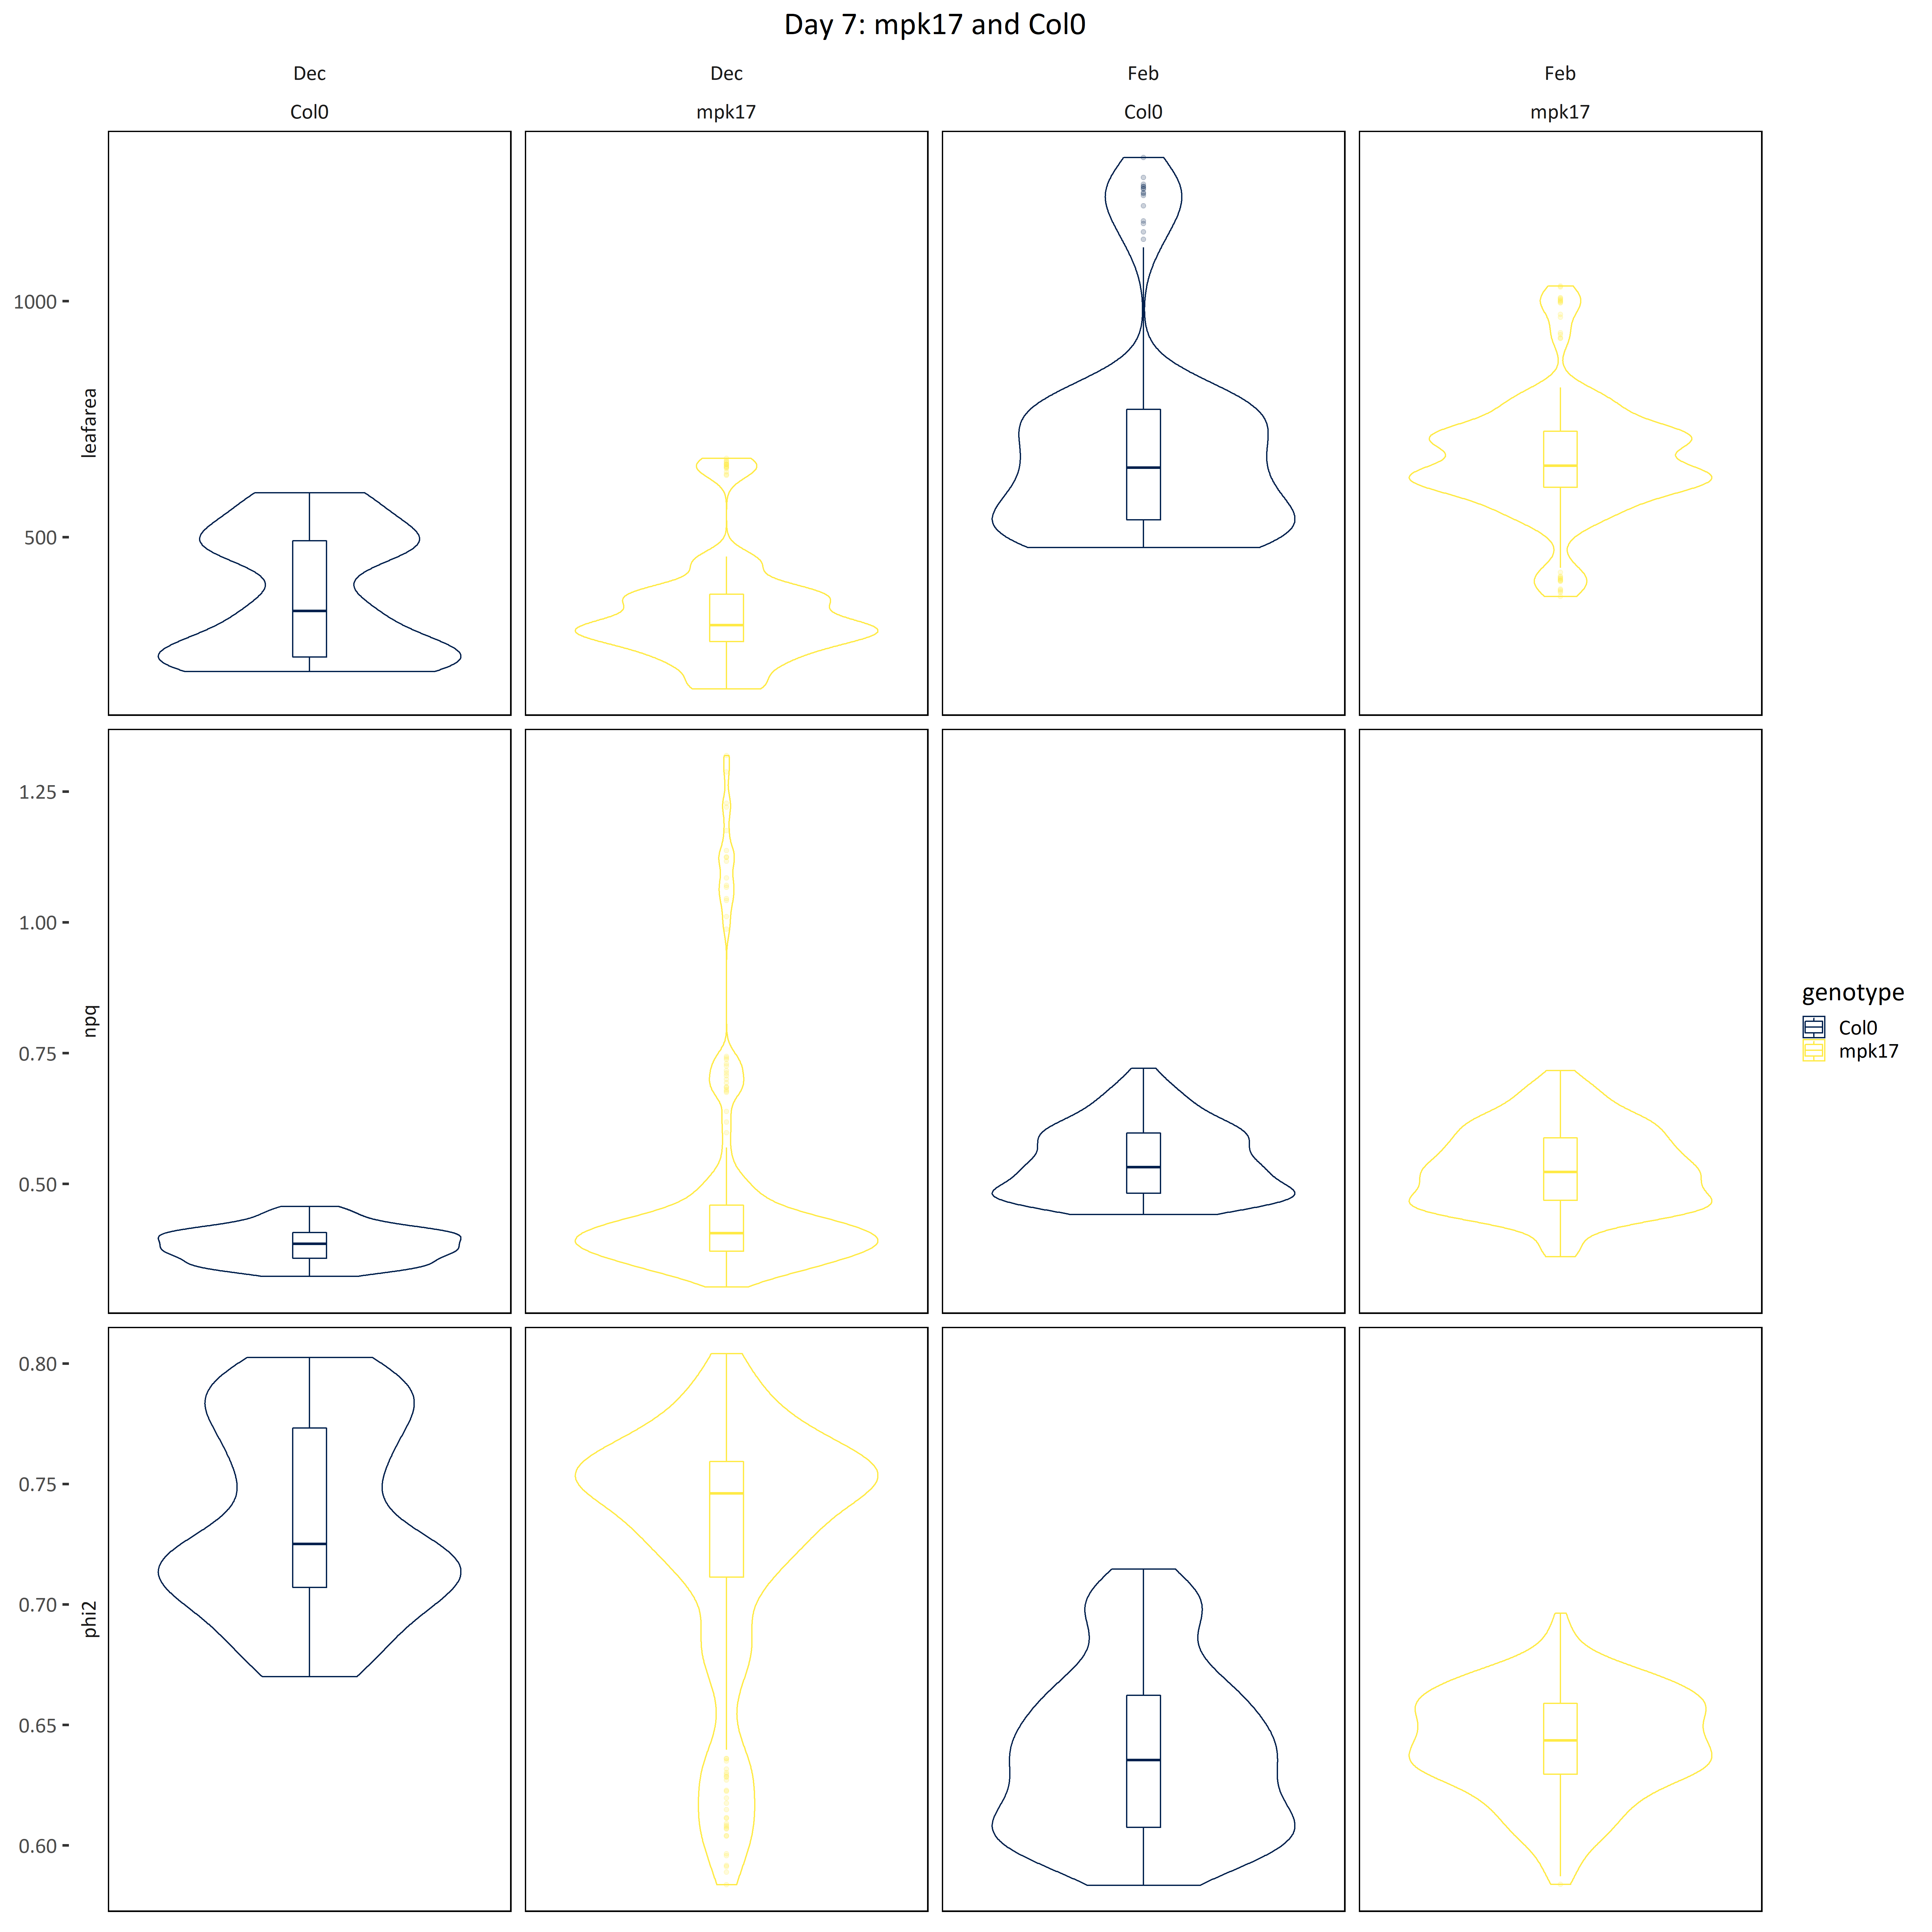 Day 7: mpk17 and Col0
Dec Dec Feb Feb
Col0 mpk17 Col0 mpk17
1000
500
leafarea
1.25
1.00
0.75
0.50
npq
0.80
0.75
0.70
0.65
0.60
phi2
genotype
Col0
mpk17